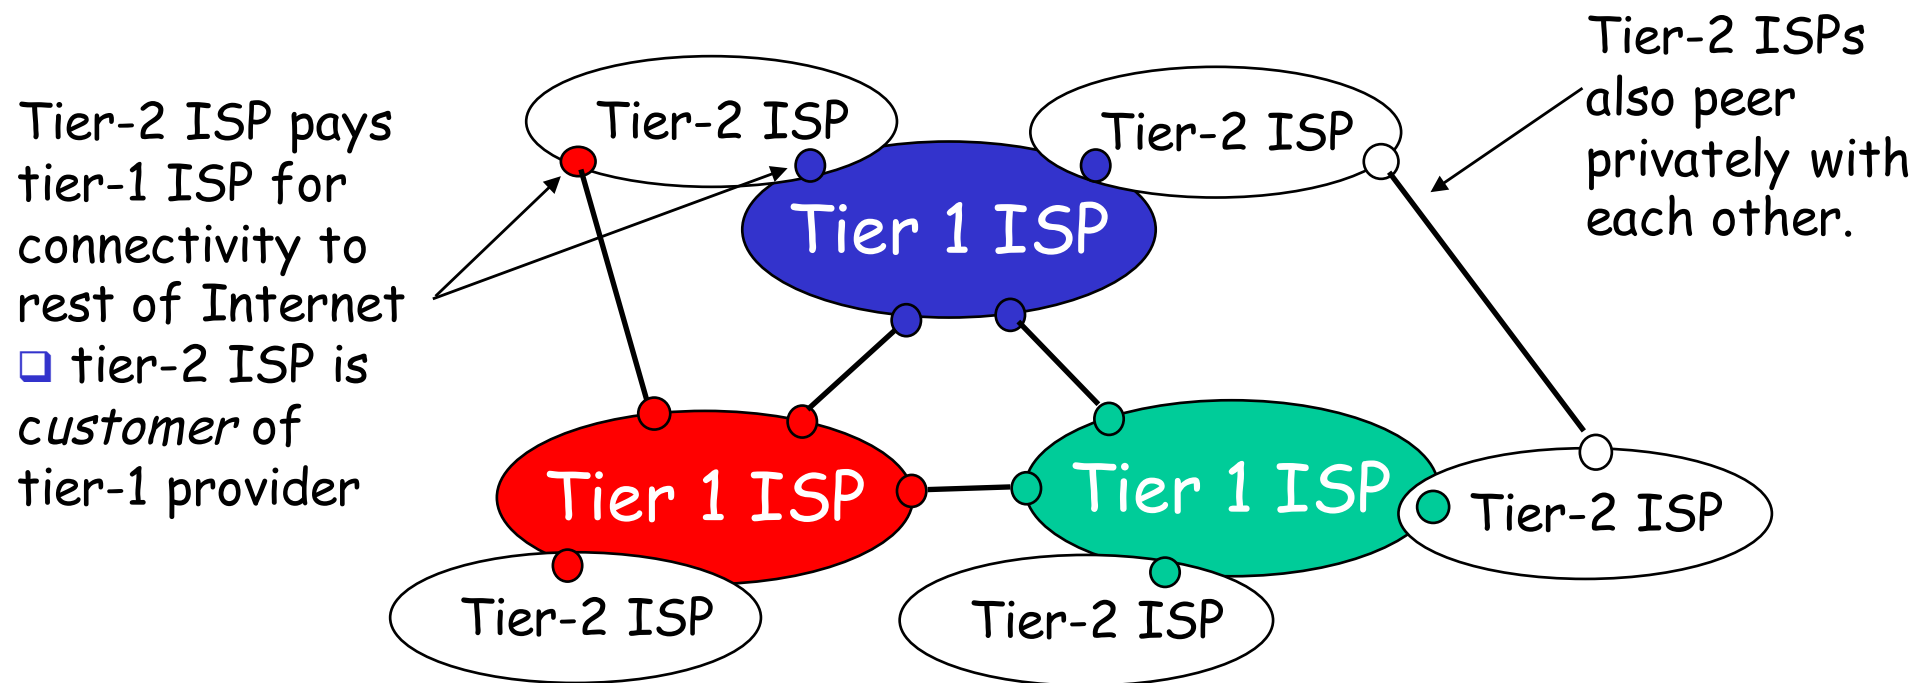 Tier-2 ISP pays
tier-1 ISP for
connectivity to
rest of Internet
❑ tier-2 ISP is
customer of
tier-1 provider
Tier-2 ISP
Tier-2 ISP
Tier-2 ISPs
also peer
privately with
each other.
Tier 1 ISP
Tier 1 ISP
Tier 1 ISP
Tier-2 ISP
Tier-2 ISP
Tier-2 ISP